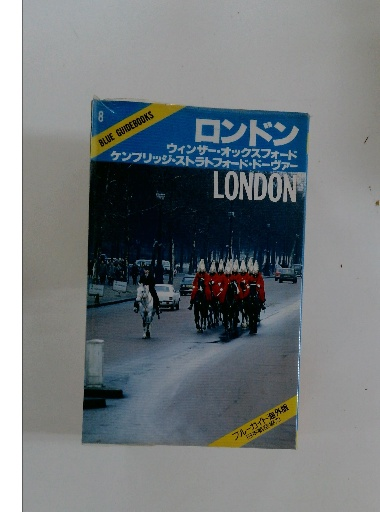 8
BLUE GUIDEBOOKS
ロンドン
ウィンザー・オックスフォード
ケンブリッジ・ストラトフォード・ドーヴァー
LONDON
ブルーガイド海外版